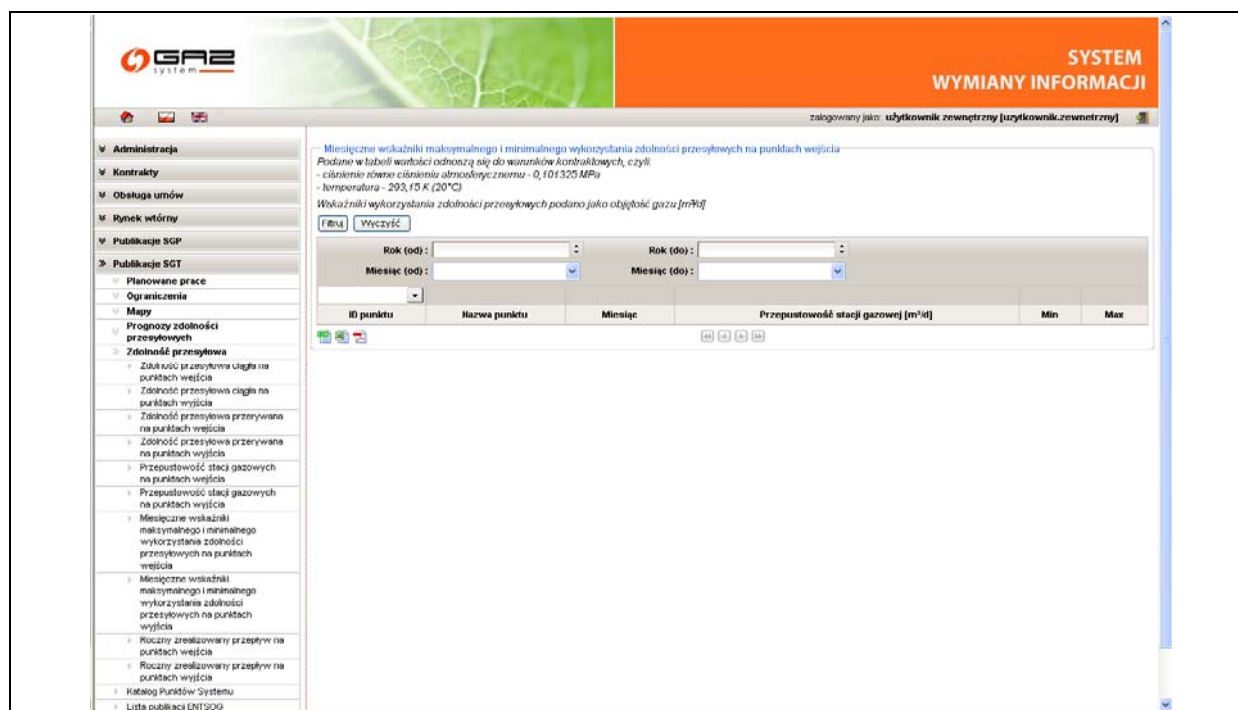 GAZ
system
SYSTEM
WYMIANY INFORMACJI
zalogowany jako: użytkownik zewnętrzny [uzytkownik.zewnetrzny]
Administracja
Kontrakty
Obsługa umów
Rynek wtórny
Publikacje SGP
Publikacje SGT
Planowane prace
Ograniczenia
Mapy
Prognozy zdolności
przesyłowych
Zdolność przesyłowa
Zdolność przesyłowa ciągła na
punktach wejścia
Zdolność przesyłowa ciągła na
punktach wyjścia
Zdolność przesyłowa przerywana
na punktach wejścia
Zdolność przesyłowa przerywana
na punktach wyjścia
Przepustowość stacji gazowych
na punktach wejścia
Przepustowość stacji gazowych
na punktach wyjścia
Miesięczne wskaźniki
maksymalnego i minimalnego
wykorzystania zdolności
przesyłowych na punktach
wejścia
Miesięczne wskaźniki
maksymalnego i minimalnego
wykorzystania zdolności
przesyłowych na punktach
wyjścia
Roczny zrealizowany przepływ na
punktach wejścia
Roczny zrealizowany przepływ na
punktach wyjścia
Katalog Punktów Systemu
Lista publikacji ENTSOG
Miesięczne wskaźniki maksymalnego i minimalnego wykorzystania zdolności przesyłowych na punktach wejścia
Podane w tabeli wartości odnoszą się do warunków kontraktowych, czyli:
- ciśnienie równe ciśnieniu atmosferycznemu - 0,101325 MPa
- temperatura - 293,15 K (20°C)
Wskaźniki wykorzystania zdolności przesyłowych podano jako objętość gazu [m³/d]
Filtruj Wyczyść
Rok (od) : Rok (do) :
Miesiąc (od) : Miesiąc (do) :
ID punktu Nazwa punktu Miesiąc Przepustowość stacji gazowej [m³/d] Min Max